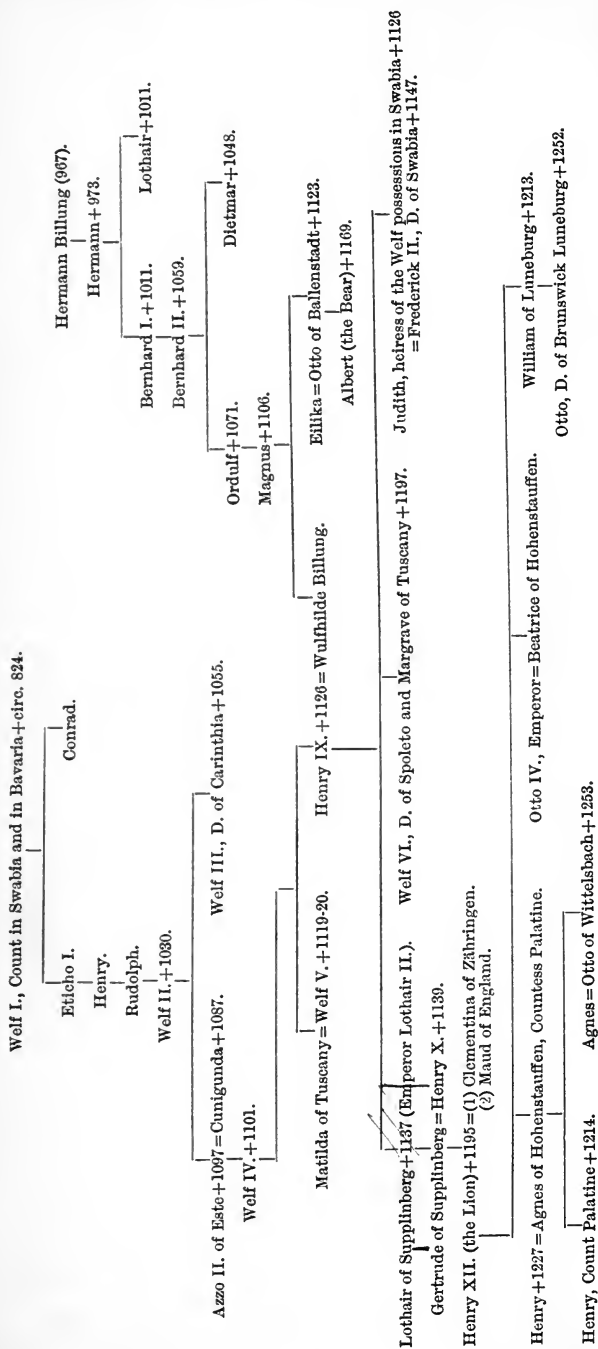 Welf I., Count in Swabia and in Bavaria+circ. 824.
Eticho I. Conrad.
Henry.
Rudolph.
Welf II.+1030.
Azzo II. of Este+1097=Cunigunda+1087. Welf III., D. of Carinthia+1055.
Welf IV.+1101.
Hermann Billung (967).
Hermann+973.
Bernhard I.+1011. Lothair+1011.
Bernhard II.+1059.
Ordulf+1071. Dietmar+1048.
Magnus+1106.
Matilda of Tuscany=Welf V.+1119-20. Henry IX.+1126=Wulfhilde Billung. Eilika=Otto of Ballenstadt+1123.
Albert (the Bear)+1169.
Lothair of Supplinberg+1137 (Emperor Lothair II.). Welf VI., D. of Spoleto and Margrave of Tuscany+1197. Judith, heiress of the Welf possessions in Swabia+1126
=Frederick II., D. of Swabia+1147.
Gertrude of Supplinberg=Henry X.+1139.
Henry XII. (the Lion)+1195=(1) Clementina of Zähringen.
(2) Maud of England.
Henry+1227=Agnes of Hohenstauffen, Countess Palatine. Otto IV., Emperor=Beatrice of Hohenstauffen. William of Luneburg+1213.
Otto, D. of Brunswick Luneburg+1252.
Henry, Count Palatine+1214. Agnes=Otto of Wittelsbach+1253.